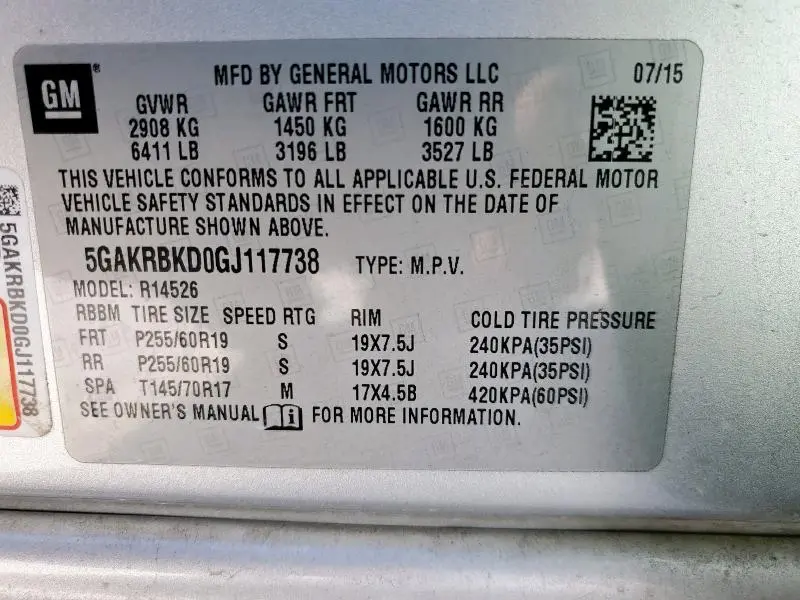 GM
MFD BY GENERAL MOTORS LLC 07/15
GVWR GAWR FRT GAWR RR
2908 KG 1450 KG 1600 KG
6411 LB 3196 LB 3527 LB
THIS VEHICLE CONFORMS TO ALL APPLICABLE U.S. FEDERAL MOTOR
VEHICLE SAFETY STANDARDS IN EFFECT ON THE DATE OF
MANUFACTURE SHOWN ABOVE.
5GAKRBKD0GJ117738 TYPE: M.P.V.
MODEL: R14526
RBBM TIRE SIZE SPEED RTG RIM COLD TIRE PRESSURE
FRT P255/60R19 S 19X7.5J 240KPA(35PSI)
RR P255/60R19 S 19X7.5J 240KPA(35PSI)
SPA T145/70R17 M 17X4.5B 420KPA(60PSI)
SEE OWNER'S MANUAL i FOR MORE INFORMATION.
5GAKRBKD0GJ117738